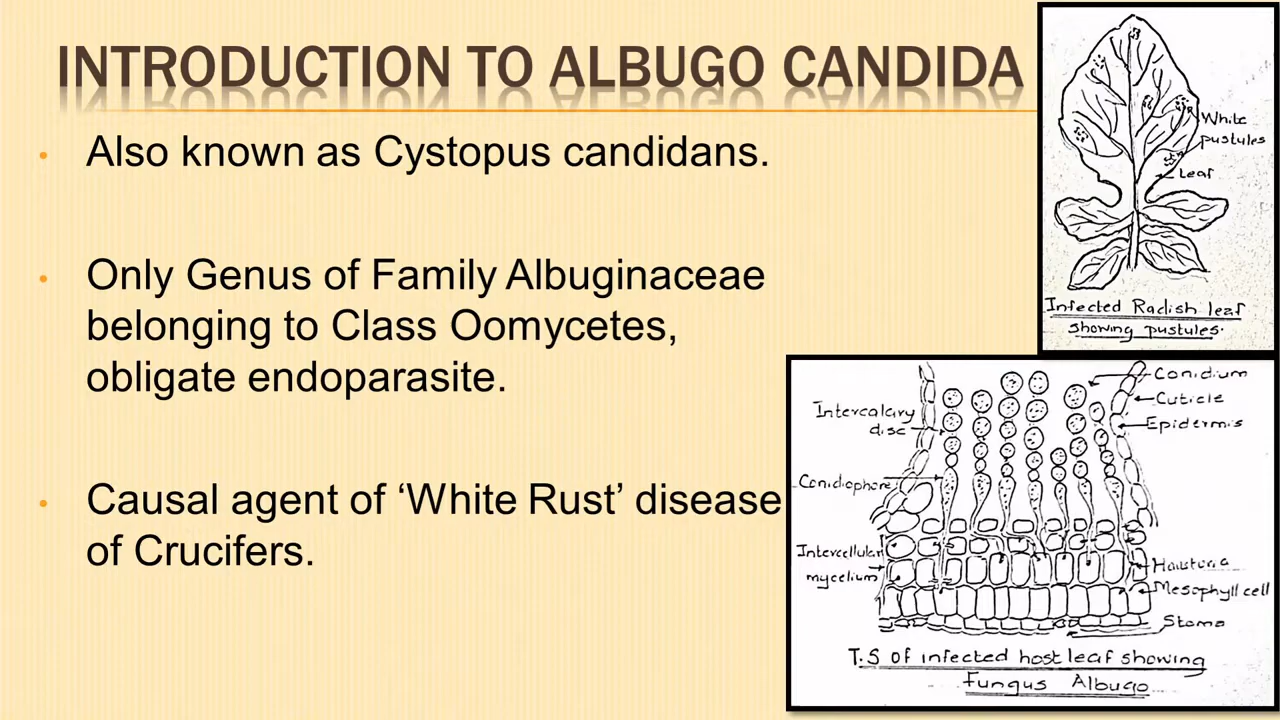 INTRODUCTION TO ALBUGO CANDIDA
Also known as Cystopus candidans.
Only Genus of Family Albuginaceae
belonging to Class Oomycetes,
obligate endoparasite.
Causal agent of ‘White Rust’ disease
of Crucifers.
White
pustules
Leaf
Infected Radish leaf
showing pustules.
Conidium
Cuticle
Epidermis
Intercalary
disc
Conidiophore
Intercellular
mycelium
Haustoria
Mesophyll cell
Stoma
T.S of infected host leaf showing
Fungus Albugo